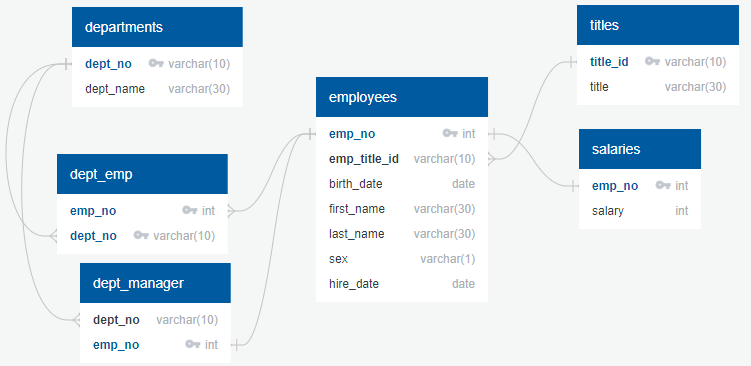 departments
dept_no varchar(10)
dept_name varchar(30)
dept_emp
emp_no int
dept_no varchar(10)
dept_manager
dept_no varchar(10)
emp_no int
employees
emp_no int
emp_title_id varchar(10)
birth_date date
first_name varchar(30)
last_name varchar(30)
sex varchar(1)
hire_date date
titles
title_id varchar(10)
title varchar(30)
salaries
emp_no int
salary int